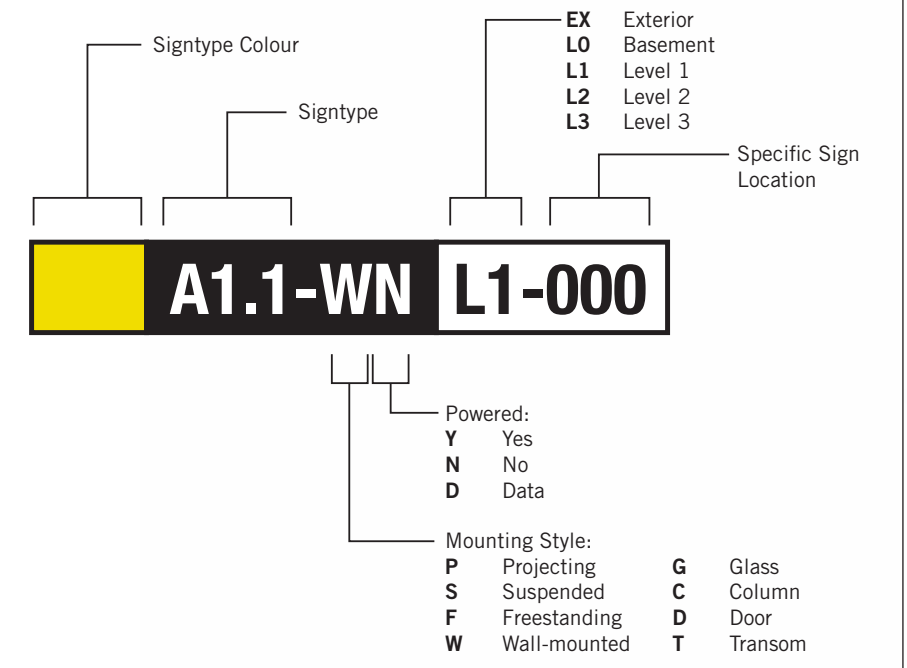 EX Exterior
Signtype Colour
L0 Basement
L1 Level 1
L2 Level 2
Signtype
L3 Level 3
Specific Sign
Location
A1.1-WN L1-000
Powered:
Y Yes
N No
D Data
Mounting Style:
P Projecting G Glass
S Suspended C Column
F Freestanding D Door
W Wall-mounted T Transom